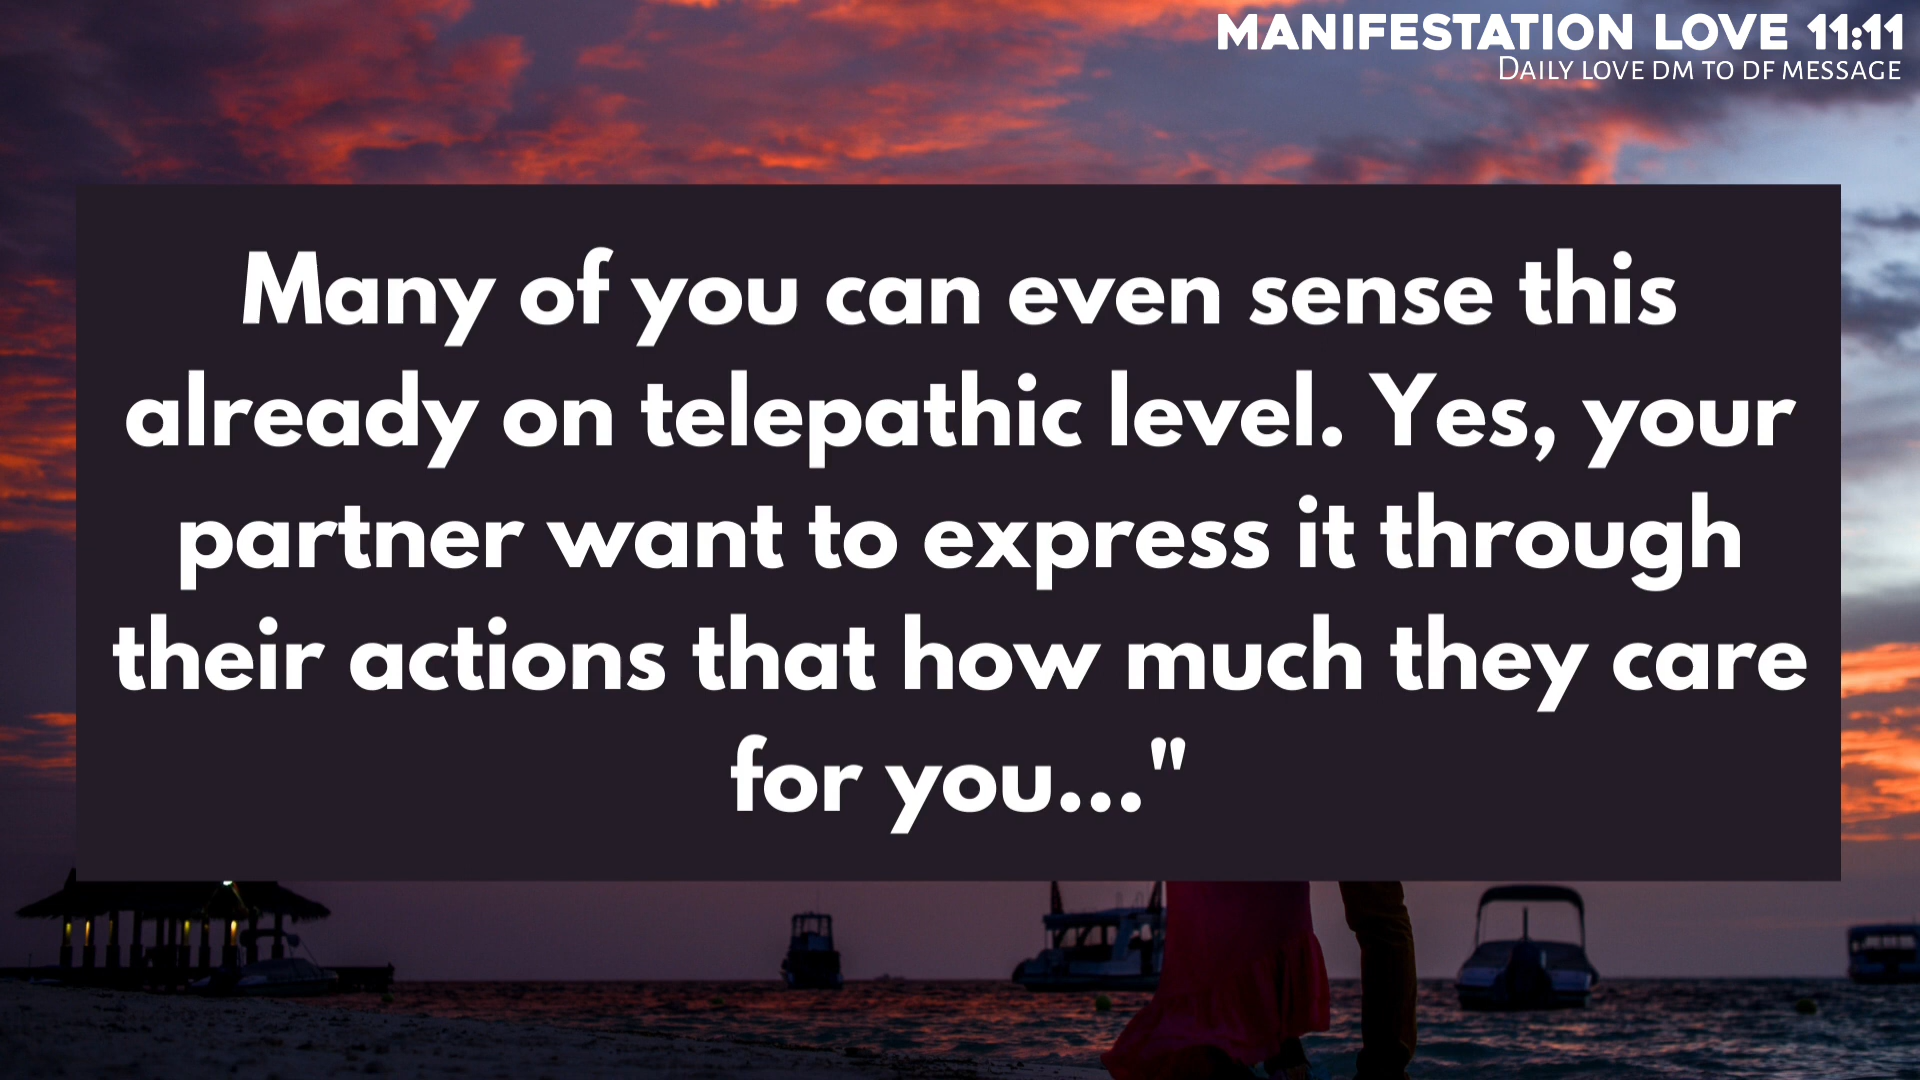 MANIFESTATION LOVE 11:11
DAILY LOVE DM TO DF MESSAGE
Many of you can even sense this
already on telepathic level. Yes, your
partner want to express it through
their actions that how much they care
for you..."